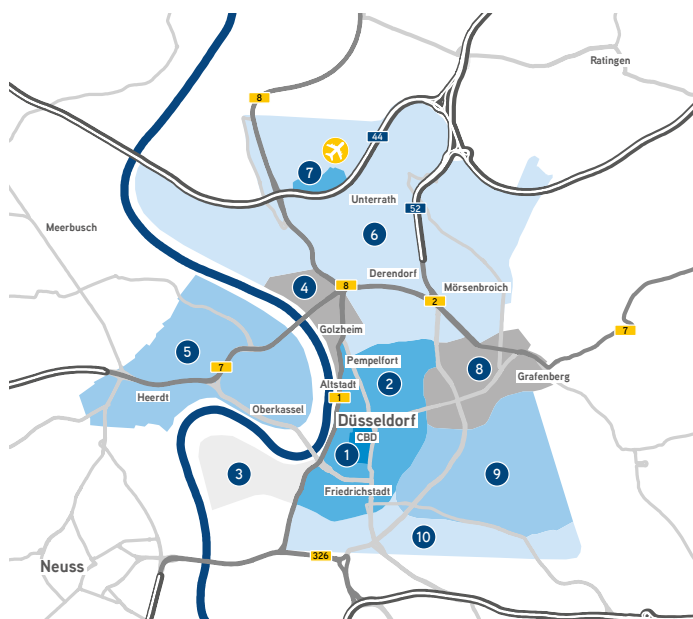 Ratingen
8
44
7
Unterrath
52
Meerbusch
6
Derendorf
4
8
Mörsenbroich
2
Golzheim
7
5
Pempelfort
7
8
Grafenberg
Altstadt
2
Heerdt
1
Oberkassel
Düsseldorf
CBD
1
3
9
Friedrichstadt
10
326
Neuss